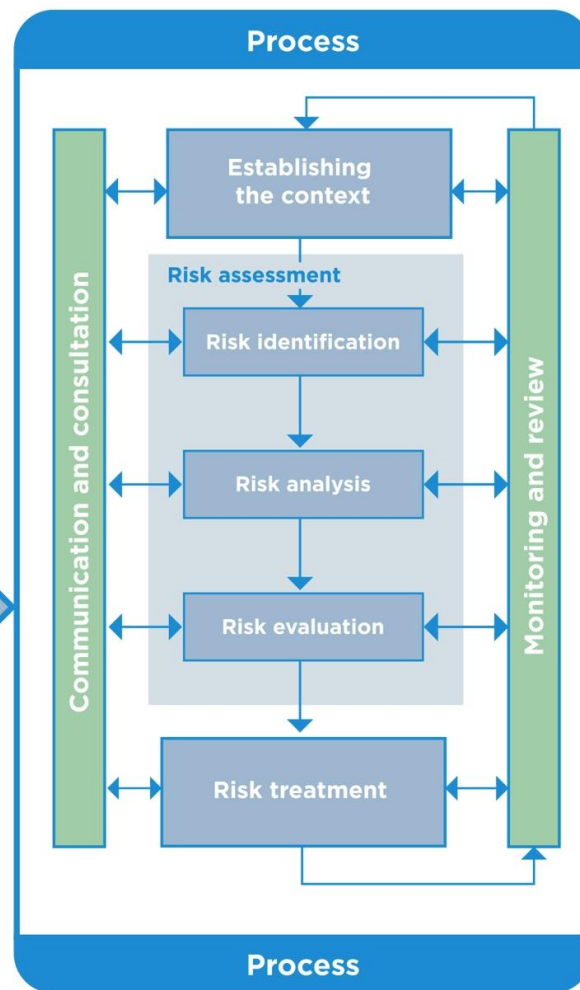 Process
Establishing
the context
Risk assessment
Risk identification
Risk analysis
Risk evaluation
Risk treatment
Communication and consultation
Monitoring and review
Process